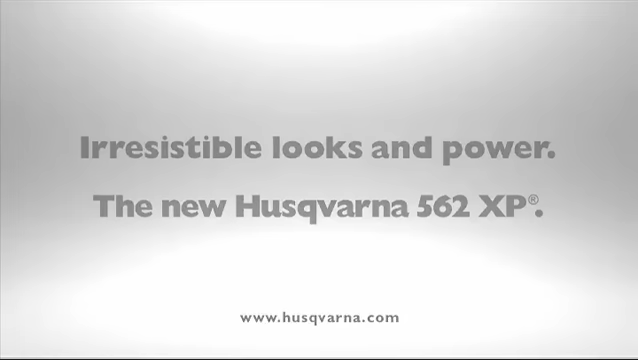 Irresistible looks and power.
The new Husqvarna 562 XP®.
www.husqvarna.com